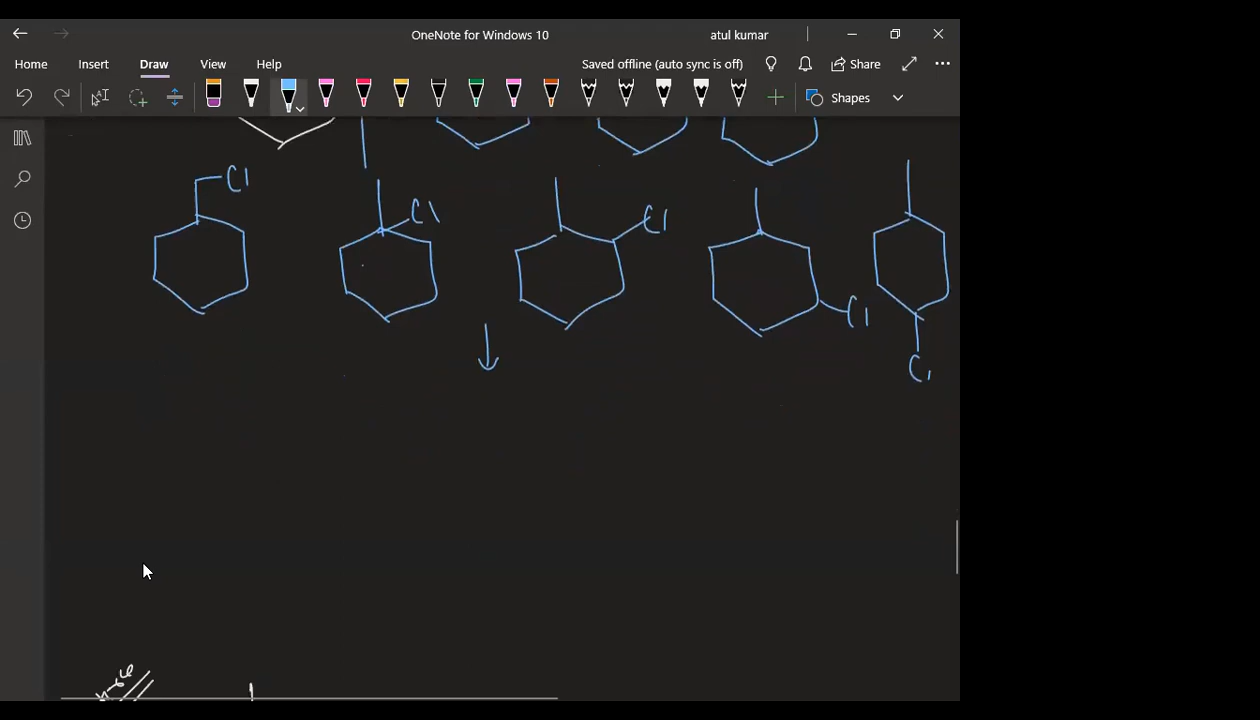 OneNote for Windows 10
atul kumar
Home Insert Draw View Help
Saved offline (auto sync is off)
Share
Shapes
Cl
Cl
Cl
Cl
Cl